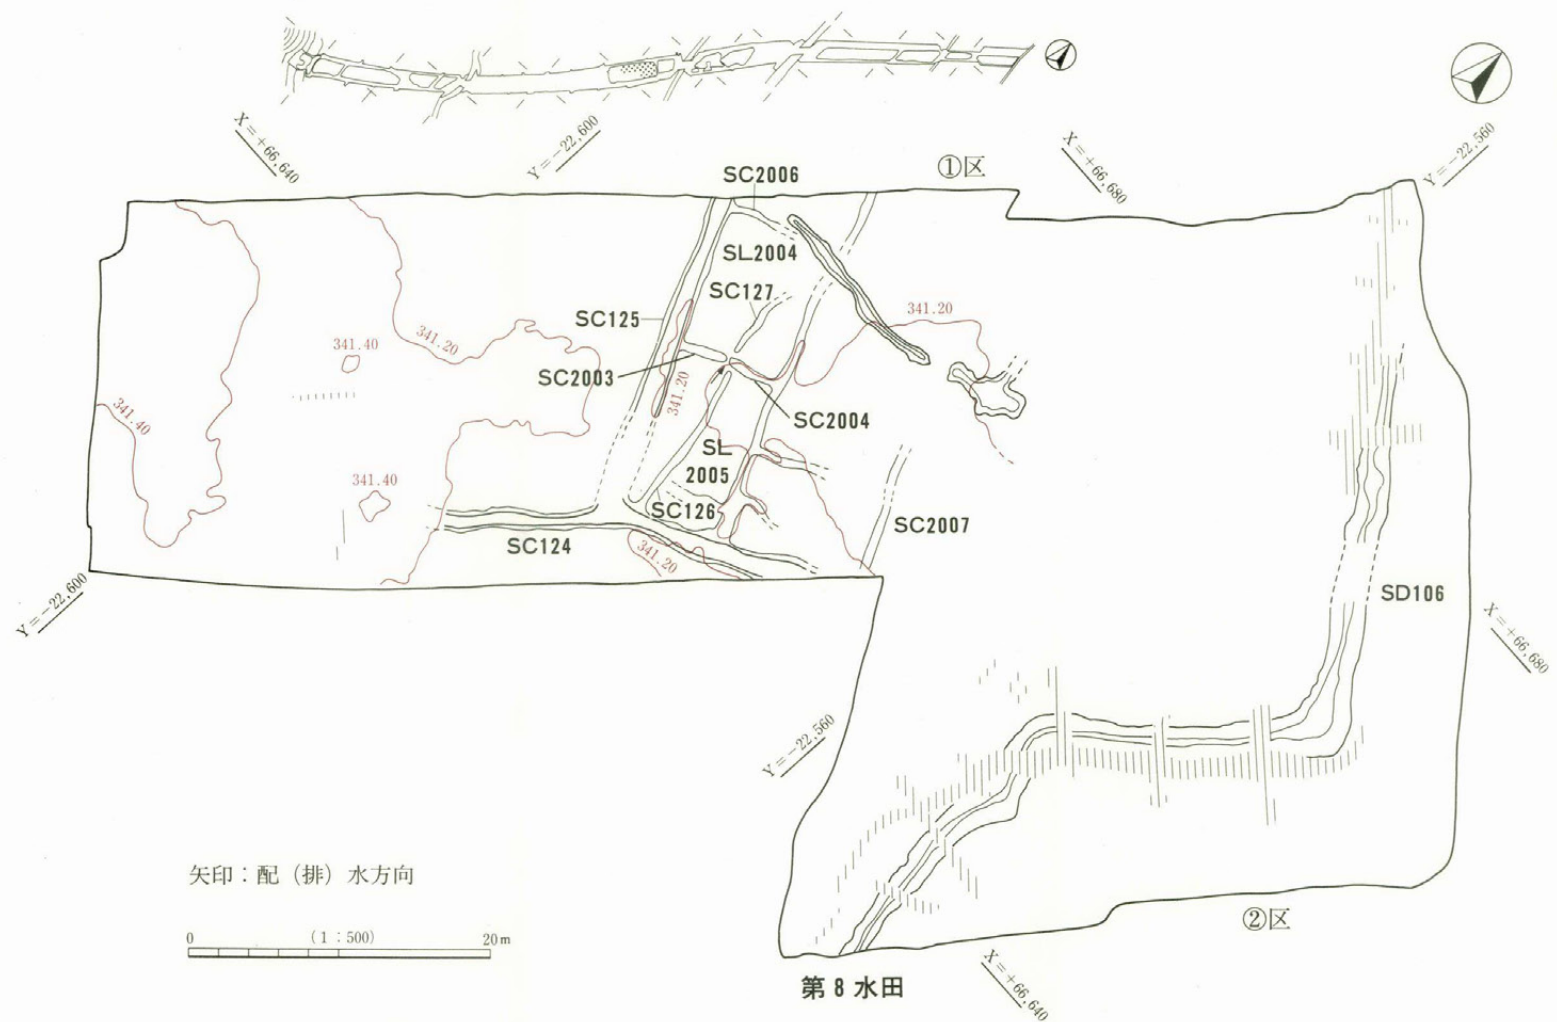 X=+66,640
Y=-22,600
①区
X=+66,680
Y=-22,560
SC2006
SL2004
SC127
SC125
341.20
341.40
341.20
SC2003
341.20
341.40
SC2004
SL
2005
341.40
SC126
SC2007
SC124
341.20
Y=-22,600
SD106
X=+66,680
Y=-22,560
矢印：配（排）水方向
②区
0 （1：500） 20m
第8水田
X=+66,640